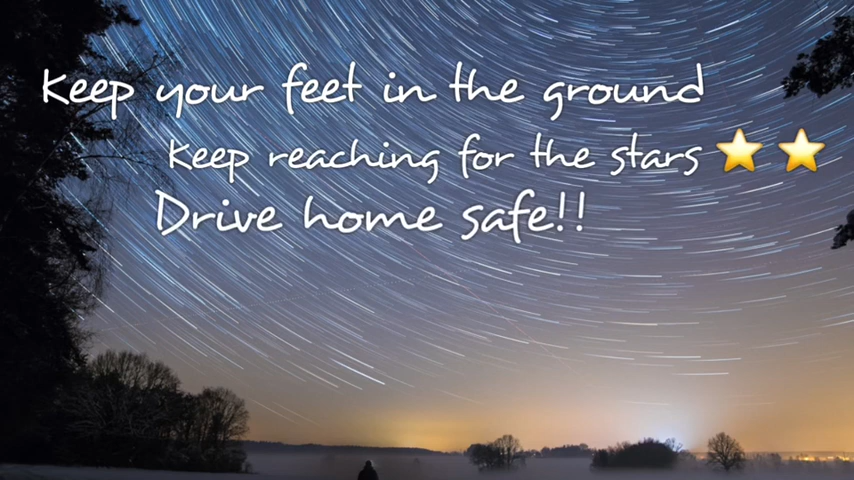 Keep your feet in the ground
Keep reaching for the stars ⭐⭐
Drive home safe!!